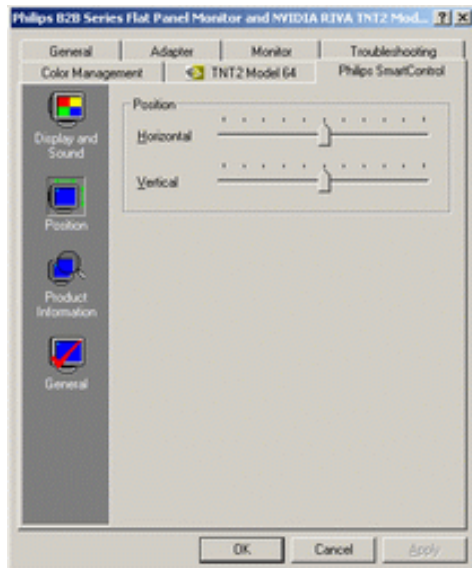 Philips B2B Series Flat Panel Monitor and NVIDIA RIVA TNT2 Mod... ? X
General Adapter Monitor Troubleshooting
Color Management TNT2 Model 64 Philips SmartControl
Display and
Sound
Position
Product
Information
General
Position
Horizontal
Vertical
OK Cancel Apply